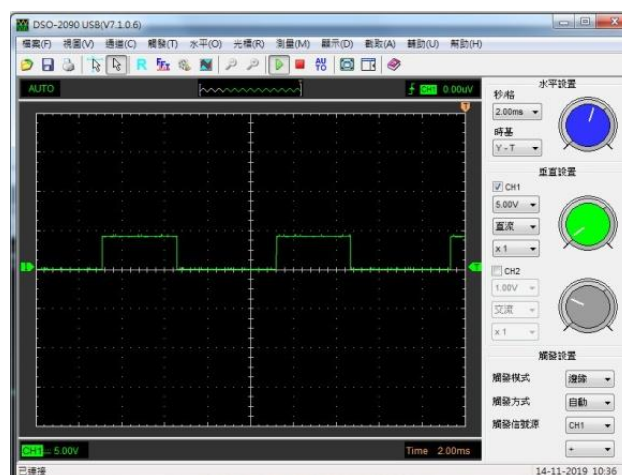 DSO-2090 USB(V7.1.0.6)
檔案(F) 視圖(V) 通道(C) 觸發(T) 水平(O) 光標(R) 測量(M) 顯示(D) 截取(A) 輔助(U) 幫助(H)
AUTO
CH1 0.00uV
T
水平設置
秒/格
2.00ms
時基
Y - T
垂直設置
CH1
5.00V
直流
x 1
CH2
1.00V
交流
x 1
觸發設置
觸發模式 邊緣
觸發方式 自動
觸發信號源 CH1
+
CH1 5.00V
Time 2.00ms
已連接
14-11-2019 10:36